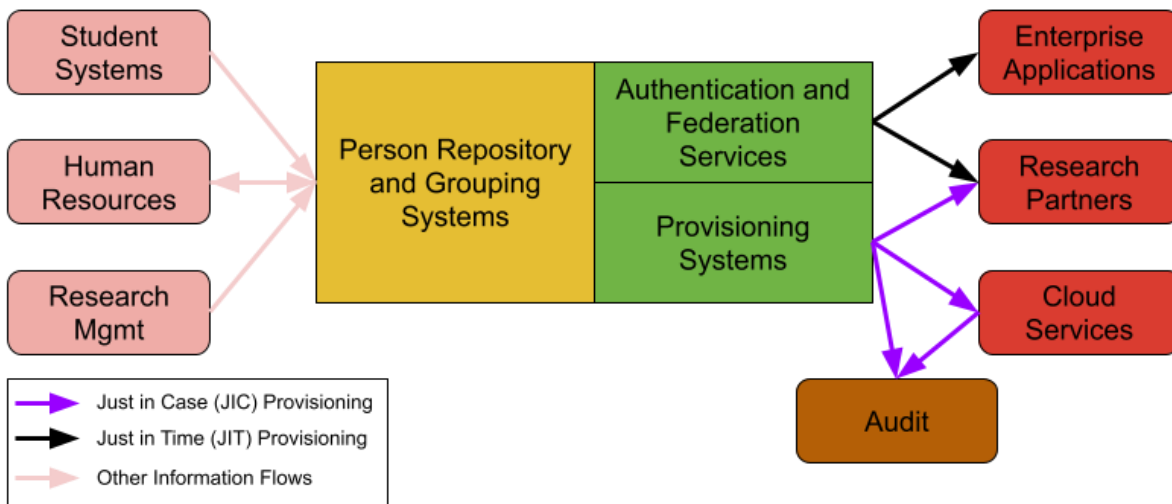 Student
Systems
Human
Resources
Research
Mgmt
Person Repository
and Grouping
Systems
Authentication and
Federation
Services
Provisioning
Systems
Enterprise
Applications
Research
Partners
Cloud
Services
Audit
Just in Case (JIC) Provisioning
Just in Time (JIT) Provisioning
Other Information Flows